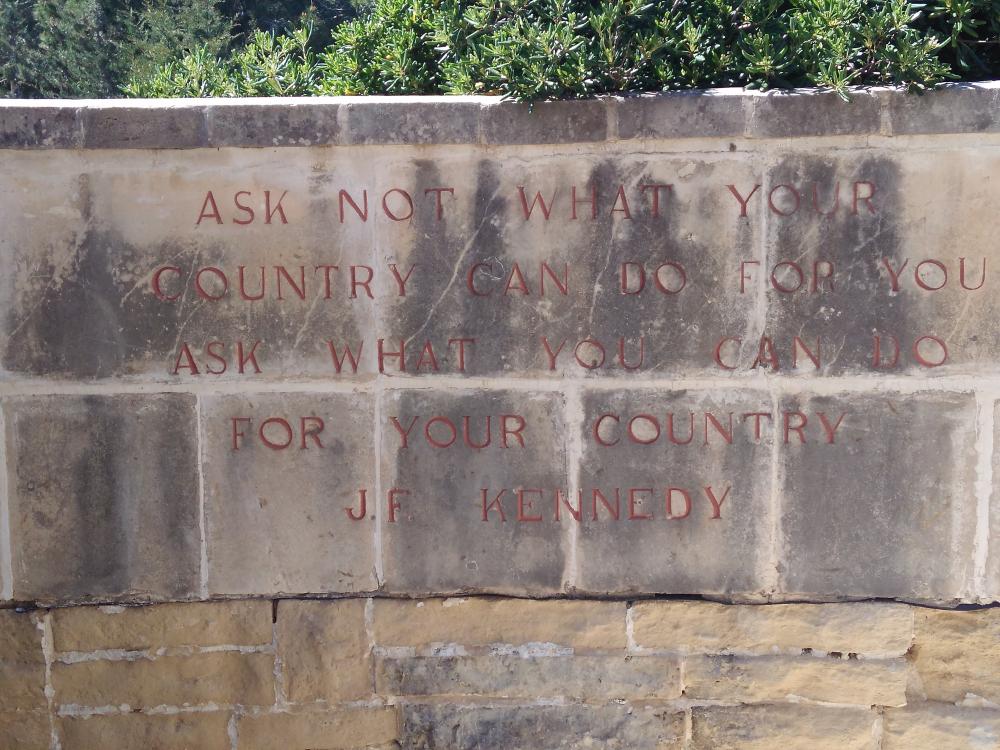 ASK NOT WHAT YOUR
COUNTRY CAN DO FOR YOU
ASK WHAT YOU CAN DO
FOR YOUR COUNTRY
J.F. KENNEDY